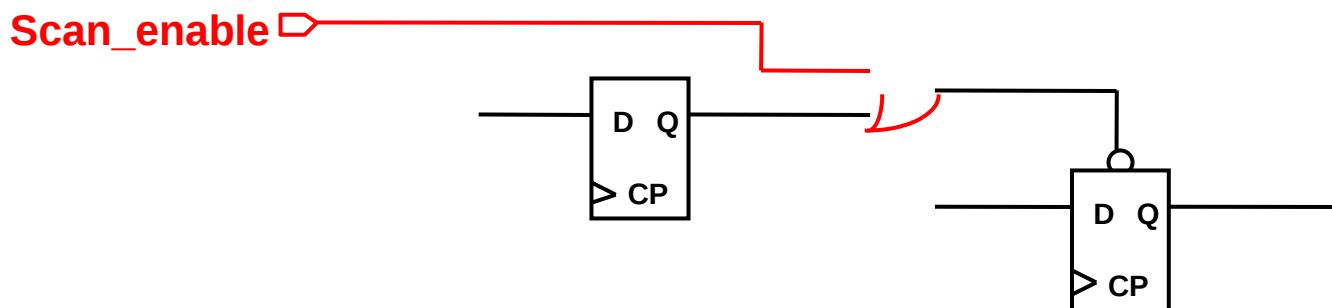 Scan_enable
D Q
CP
D Q
CP